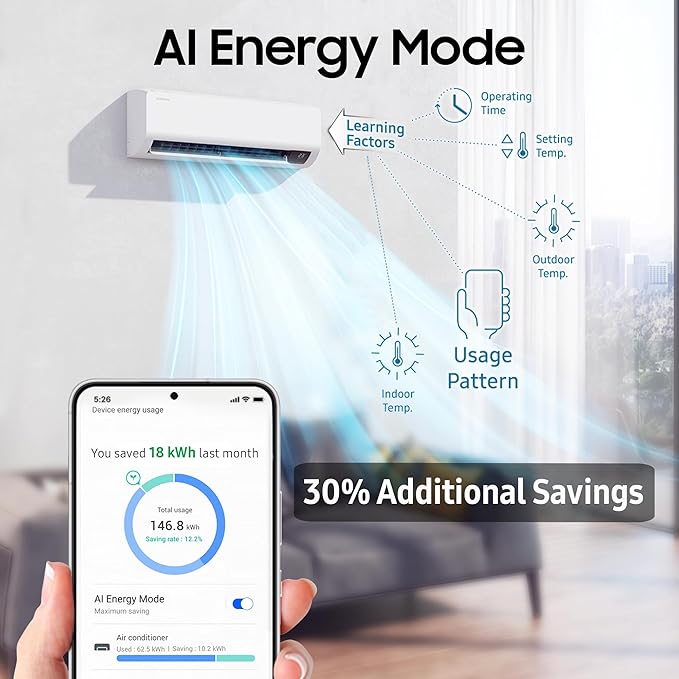 AI Energy Mode
Operating
Time
Learning
Factors
Setting
Temp.
Outdoor
Temp.
Usage
Pattern
Indoor
Temp.
5:26
Device energy usage
You saved 18 kWh last month
Total usage
146.8 kWh
Saving rate : 12.2%
30% Additional Savings
AI Energy Mode
Maximum saving
Air conditioner
Used : 62.5 kWh | Saving : 10.2 kWh